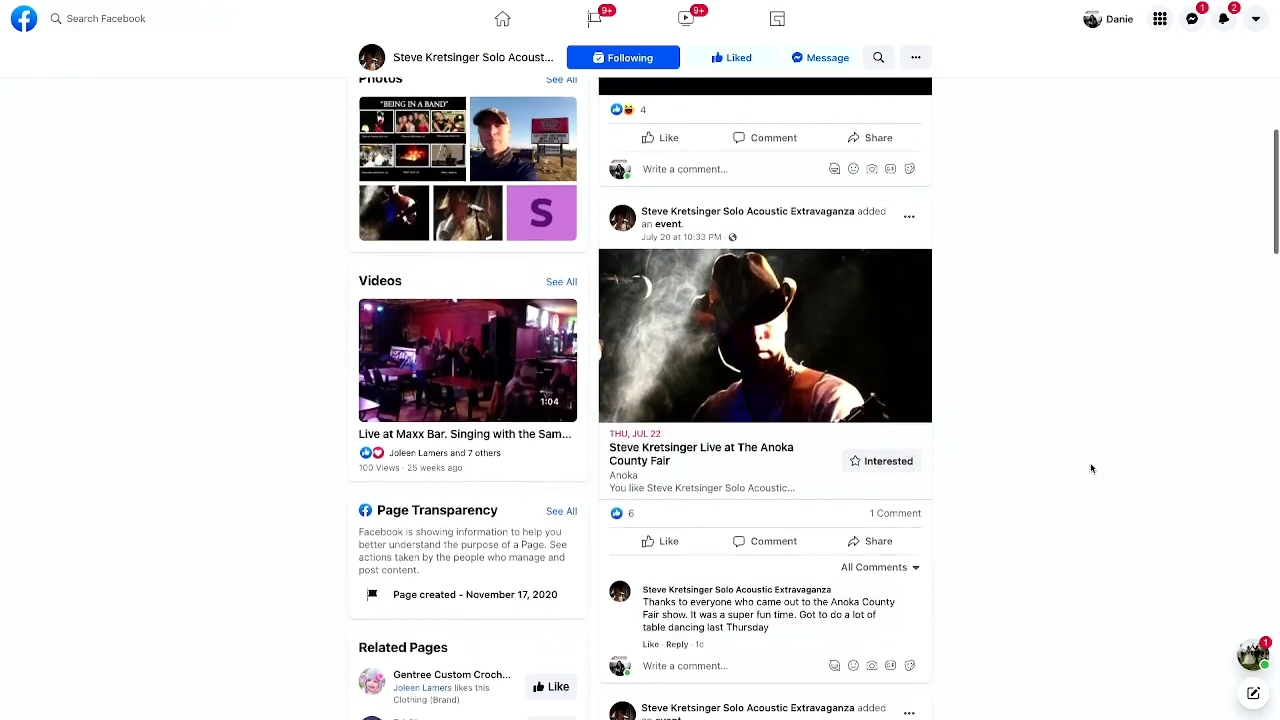 Search Facebook
9+
9+
Danie
1
2
Steve Kretsinger Solo Acoust...
Following
Liked
Message
Photos
See All
"BEING IN A BAND"
S
Videos
See All
1:04
Live at Maxx Bar. Singing with the Sam...
Joleen Lamers and 7 others
100 Views · 25 weeks ago
Page Transparency
See All
Facebook is showing information to help you
better understand the purpose of a Page. See
actions taken by the people who manage and
post content.
Page created - November 17, 2020
Related Pages
Gentree Custom Croch...
Joleen Lamers likes this
Clothing (Brand)
Like
4
Like
Comment
Share
Write a comment...
Steve Kretsinger Solo Acoustic Extravaganza added
an event.
July 20 at 10:33 PM ·
THU, JUL 22
Steve Kretsinger Live at The Anoka
County Fair
Anoka
You like Steve Kretsinger Solo Acoustic...
Interested
6
1 Comment
Like
Comment
Share
All Comments
Steve Kretsinger Solo Acoustic Extravaganza
Thanks to everyone who came out to the Anoka County
Fair show. It was a super fun time. Got to do a lot of
table dancing last Thursday
Like · Reply · 1d
Write a comment...
Steve Kretsinger Solo Acoustic Extravaganza added
1